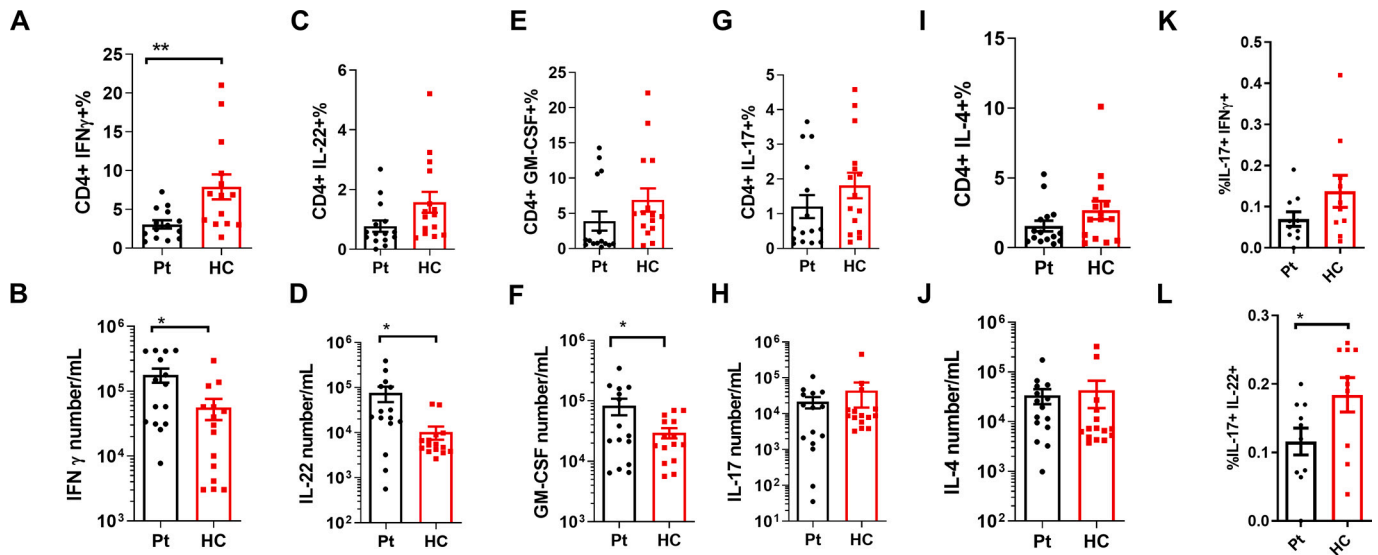 A
CD4+ IFNγ+%
25
20
15
10
5
0
**
Pt HC
C
CD4+ IL-22+%
6
4
2
0
Pt HC
E
CD4+ GM-CSF+%
25
20
15
10
5
0
Pt HC
G
CD4+ IL-17+%
5
4
3
2
1
0
Pt HC
I
CD4+ IL-4+%
15
10
5
0
Pt HC
K
%IL-17+ IFNγ+
0.5
0.4
0.3
0.2
0.1
0.0
Pt HC
B
IFN γ number/mL
10⁶
10⁵
10⁴
10³
*
Pt HC
D
IL-22 number/mL
10⁶
10⁵
10⁴
10³
10²
*
Pt HC
F
GM-CSF number/mL
10⁶
10⁵
10⁴
10³
*
Pt HC
H
IL-17 number/mL
10⁶
10⁵
10⁴
10³
10²
10¹
Pt HC
J
IL-4 number/mL
10⁶
10⁵
10⁴
10³
10²
Pt HC
L
%IL-17+ IL-22+
0.3
0.2
0.1
0.0
*
Pt HC